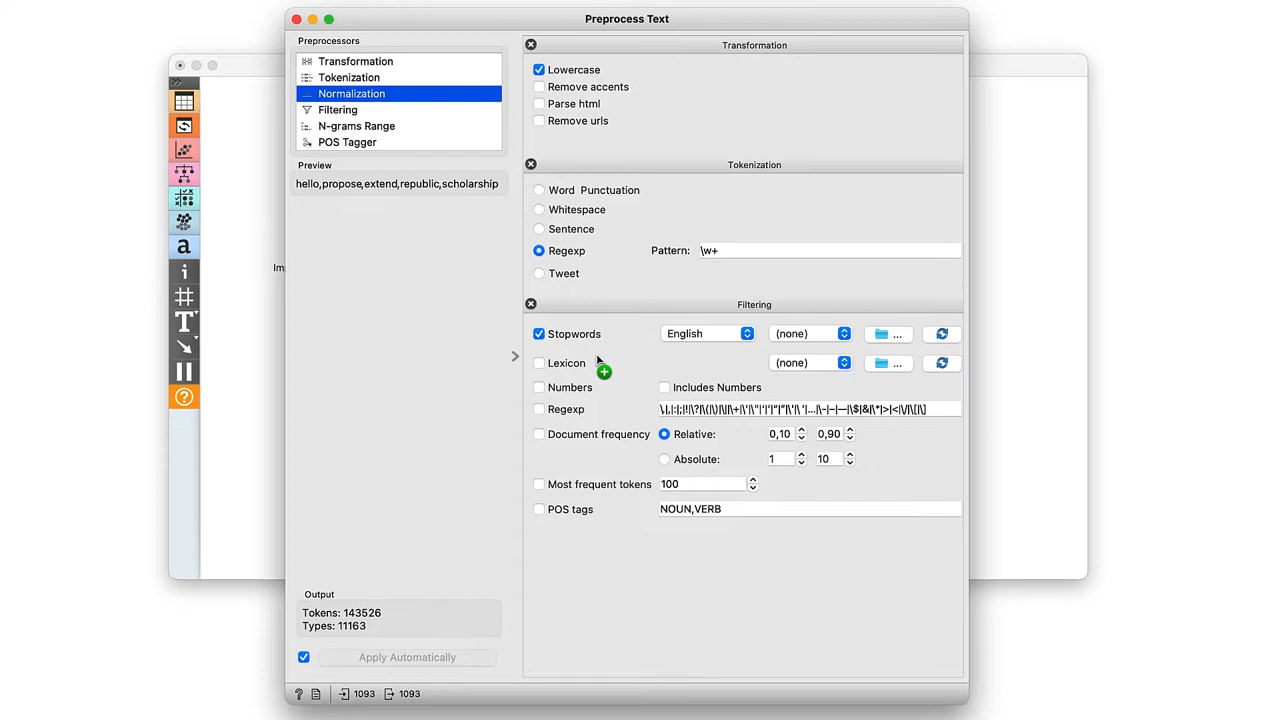 Preprocess Text
Preprocessors
Transformation
Tokenization
Normalization
Filtering
N-grams Range
POS Tagger
Preview
hello,propose,extend,republic,scholarship
Output
Tokens: 143526
Types: 11163
Apply Automatically
? 1093 1093
Transformation
Lowercase
Remove accents
Parse html
Remove urls
Tokenization
Word Punctuation
Whitespace
Sentence
Regexp Pattern: \w+
Tweet
Filtering
Stopwords English (none) ...
Lexicon (none) ...
Numbers Includes Numbers
Regexp
Document frequency Relative: 0,10 0,90
Absolute: 1 10
Most frequent tokens 100
POS tags NOUN,VERB
a
i
#
T
?